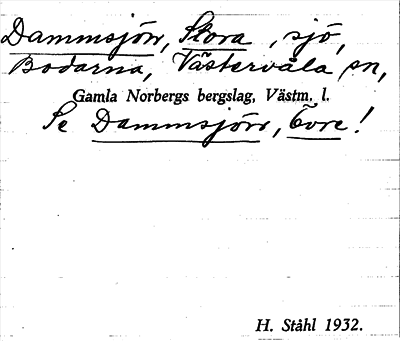 Dammsjön, Stora, sjö,
Bodarna, Västervåla sn,
Gamla Norbergs bergslag, Västm. l.
Se Dammsjön, Övre!
H. Ståhl 1932.